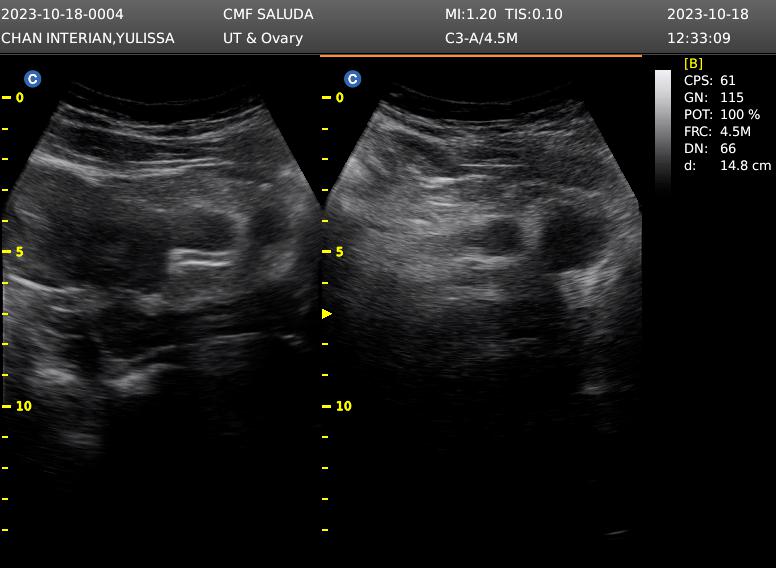 2023-10-18-0004 CMF SALUDA MI:1.20 TIS:0.10 2023-10-18
CHAN INTERIAN,YULISSA UT & Ovary C3-A/4.5M 12:33:09
[B]
CPS: 61
GN: 115
POT: 100 %
FRC: 4.5M
DN: 66
d: 14.8 cm
C
0
5
10
C
0
5
10